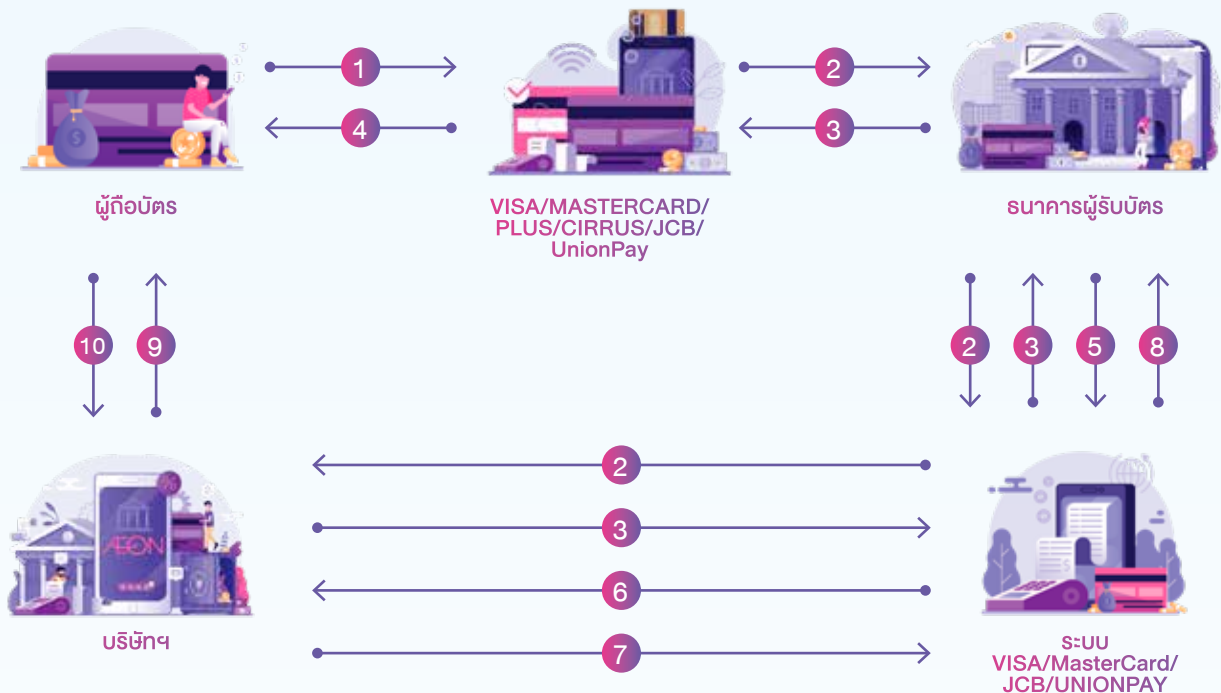 1
2
4
3
ผู้ถือบัตร
VISA/MASTERCARD/
PLUS/CIRRUS/JCB/
UnionPay
ธนาคารผู้รับบัตร
10
9
2
3
5
8
2
3
6
7
AEON
บริษัทฯ
ระบบ
VISA/MasterCard/
JCB/UNIONPAY